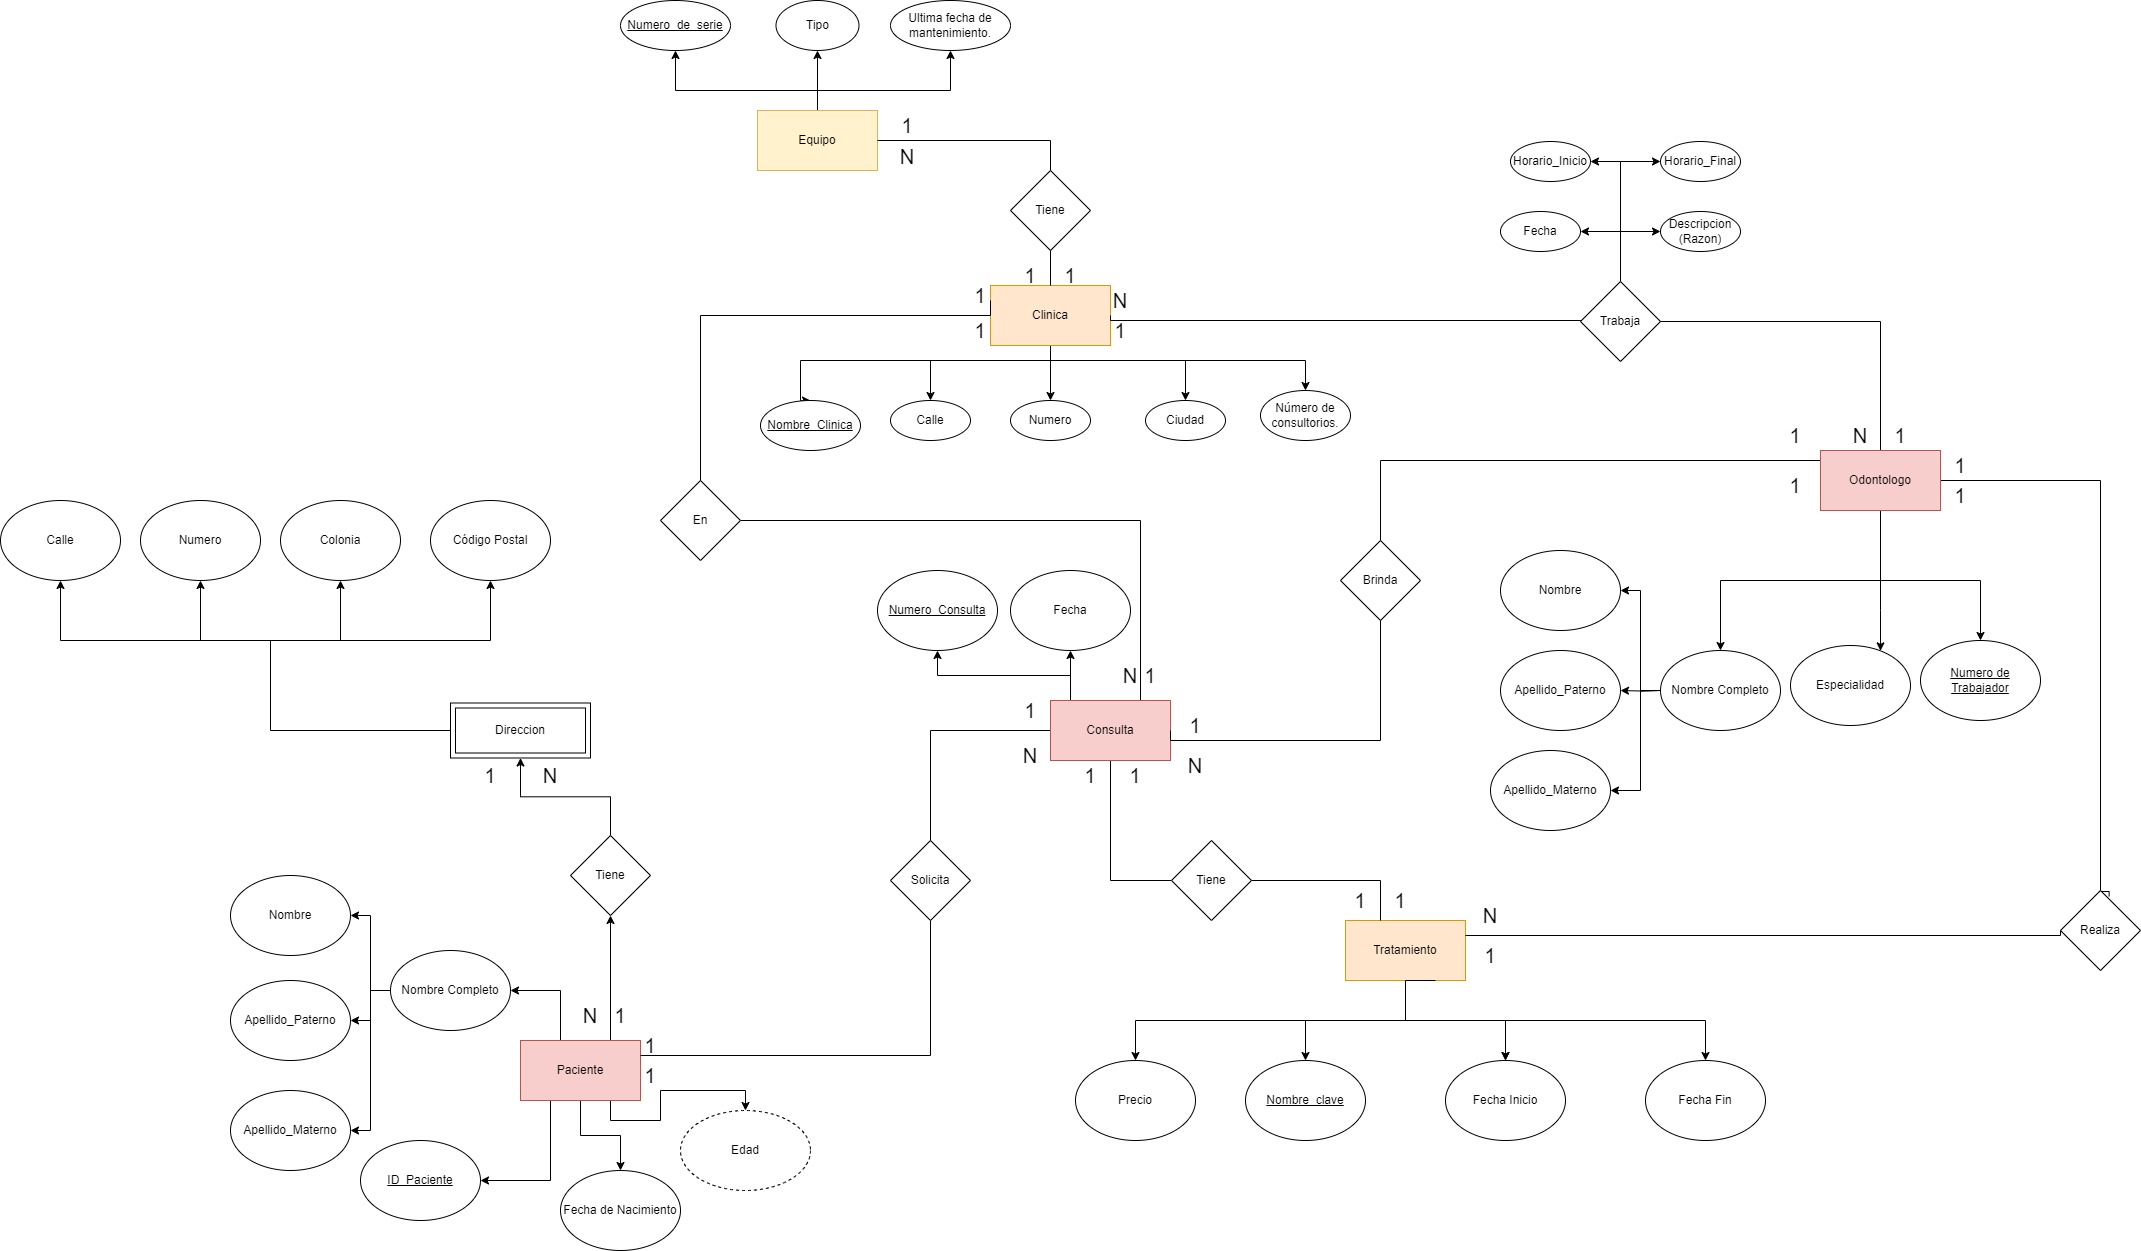 Numero_de_serie
Tipo
Ultima fecha de
mantenimiento.
Equipo
1
N
Tiene
1
1
Horario_Inicio
Horario_Final
Fecha
Descripcion
(Razon)
Trabaja
1
1
Clinica
N
1
Nombre_Clinica
Calle
Numero
Ciudad
Número de
consultorios.
1
1
N
1
Odontologo
1
1
En
Brinda
Calle
Numero
Colonia
Código Postal
Numero_Consulta
Fecha
Nombre
Apellido_Paterno
Apellido_Materno
Nombre Completo
Especialidad
Numero de
Trabajador
N
1
1
N
Consulta
1
N
1
1
Direccion
1
N
Tiene
Solicita
Tiene
1
1
Tratamiento
N
1
Realiza
Nombre
Apellido_Paterno
Apellido_Materno
Nombre Completo
N
1
Paciente
1
1
ID_Paciente
Fecha de Nacimiento
Edad
Precio
Nombre_clave
Fecha Inicio
Fecha Fin